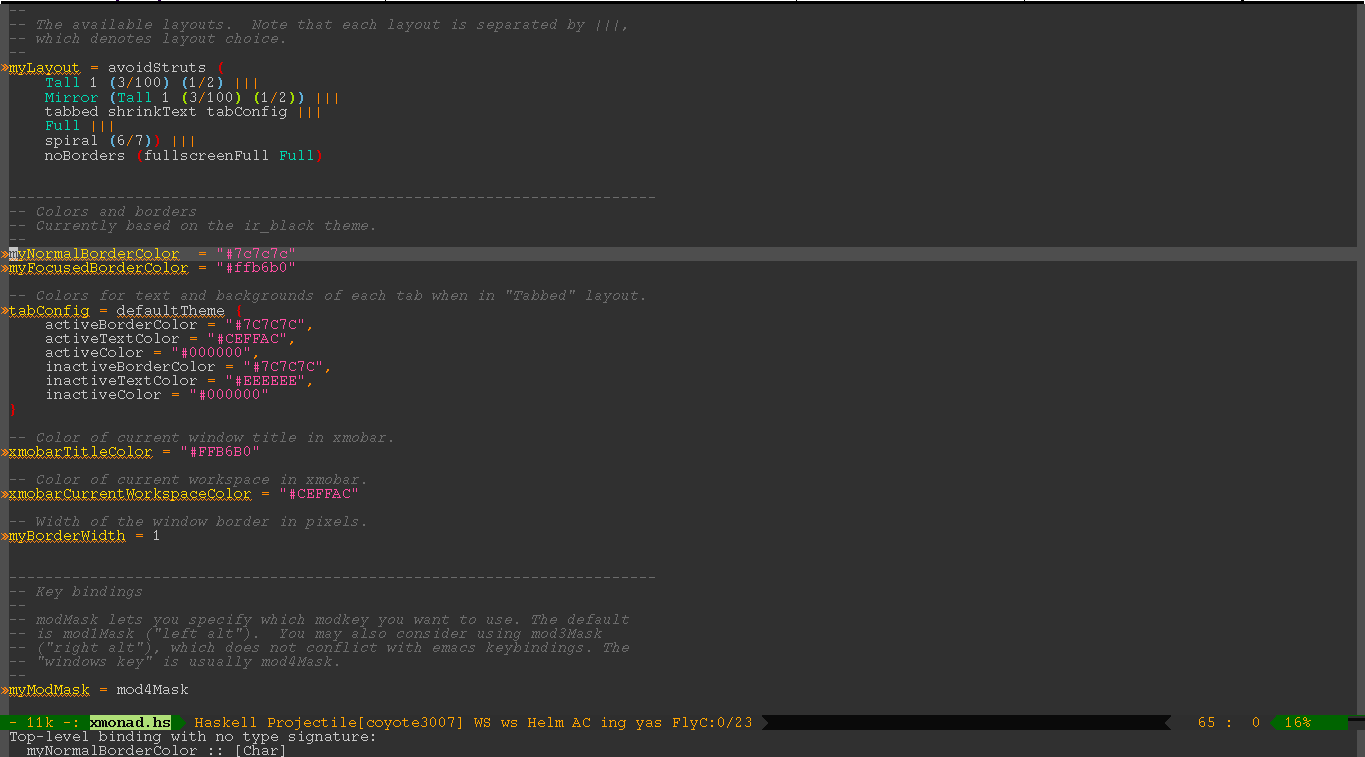 --
-- The available layouts.  Note that each layout is separated by |||,
-- which denotes layout choice.
--
»myLayout = avoidStruts (
    Tall 1 (3/100) (1/2) |||
    Mirror (Tall 1 (3/100) (1/2)) |||
    tabbed shrinkText tabConfig |||
    Full |||
    spiral (6/7)) |||
    noBorders (fullscreenFull Full)
------------------------------------------------------------------------
-- Colors and borders
-- Currently based on the ir_black theme.
--
»myNormalBorderColor  = "#7c7c7c"
»myFocusedBorderColor = "#ffb6b0"
-- Colors for text and backgrounds of each tab when in "Tabbed" layout.
»tabConfig = defaultTheme {
    activeBorderColor = "#7C7C7C",
    activeTextColor = "#CEFFAC",
    activeColor = "#000000",
    inactiveBorderColor = "#7C7C7C",
    inactiveTextColor = "#EEEEEE",
    inactiveColor = "#000000"
}
-- Color of current window title in xmobar.
»xmobarTitleColor = "#FFB6B0"
-- Color of current workspace in xmobar.
»xmobarCurrentWorkspaceColor = "#CEFFAC"
-- Width of the window border in pixels.
»myBorderWidth = 1
------------------------------------------------------------------------
-- Key bindings
--
-- modMask lets you specify which modkey you want to use. The default
-- is mod1Mask ("left alt").  You may also consider using mod3Mask
-- ("right alt"), which does not conflict with emacs keybindings. The
-- "windows key" is usually mod4Mask.
--
»myModMask = mod4Mask
- 11k -: xmonad.hs Haskell Projectile[coyote3007] WS ws Helm AC ing yas FlyC:0/23 65 : 0 16%
Top-level binding with no type signature:
  myNormalBorderColor :: [Char]